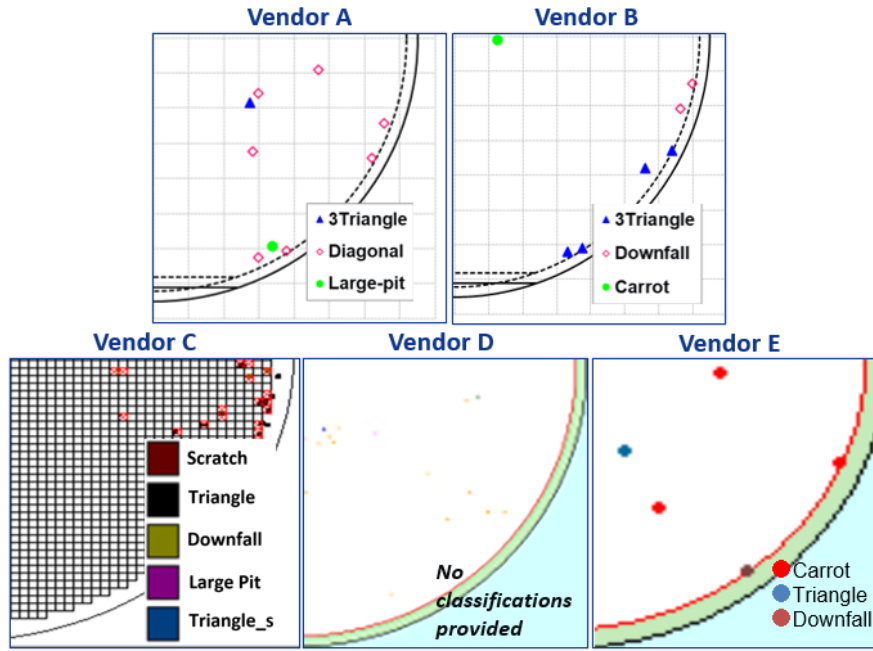 Vendor A
Vendor B
3Triangle
Diagonal
Large-pit
3Triangle
Downfall
Carrot
Vendor C
Vendor D
Vendor E
Scratch
Triangle
Downfall
Large Pit
Triangle_s
No
classifications
provided
Carrot
Triangle
Downfall